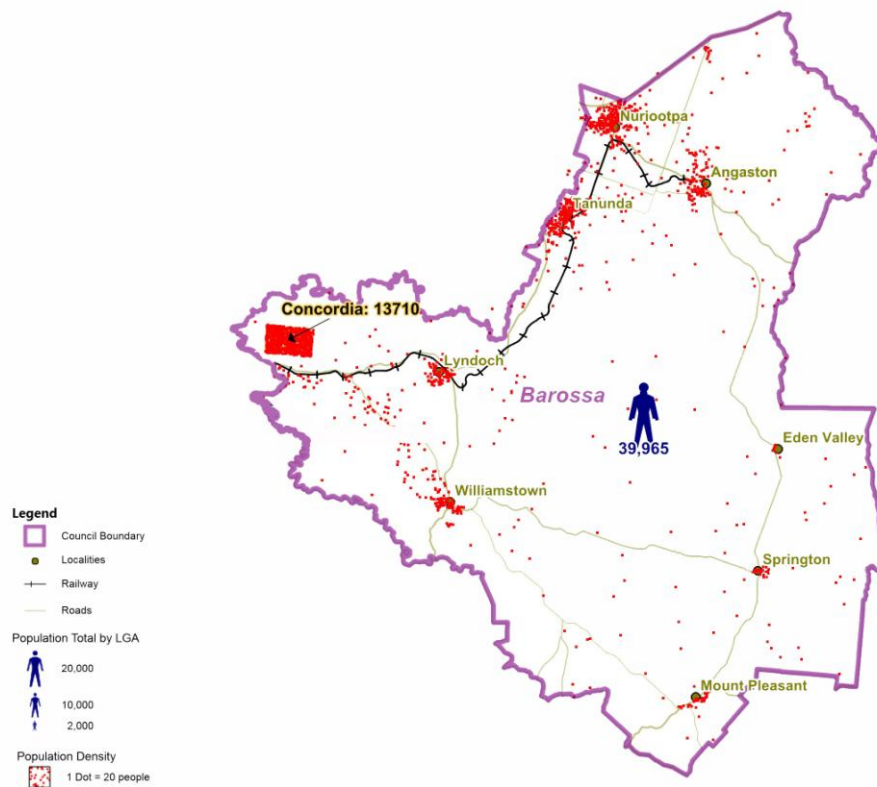 Nuriootpa
Angaston
Tanunda
Concordia: 13710
Lyndoch
Barossa
39,965
Eden Valley
Williamstown
Springton
Mount Pleasant
Legend
Council Boundary
Localities
Railway
Roads
Population Total by LGA
20,000
10,000
2,000
Population Density
1 Dot = 20 people